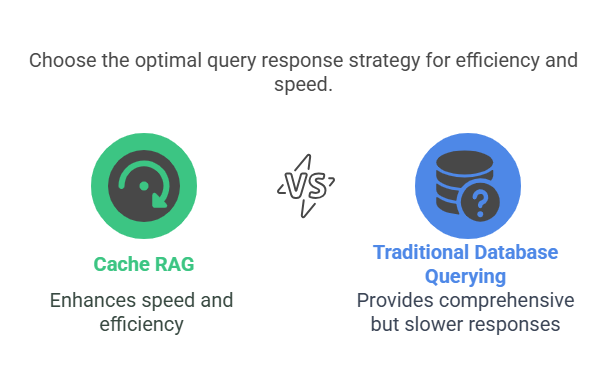 Choose the optimal query response strategy for efficiency and
speed.
VS
Cache RAG
Enhances speed and
efficiency
?
Traditional Database
Querying
Provides comprehensive
but slower responses